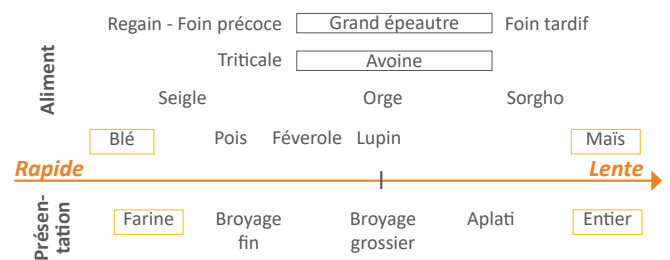 Regain - Foin précoce Grand épeautre Foin tardif
Triticale Avoine
Aliment
Seigle Orge Sorgho
Blé Pois Féverole Lupin Maïs
Rapide Lente
Présen-
tation
Farine Broyage Broyage Aplati Entier
fin grossier